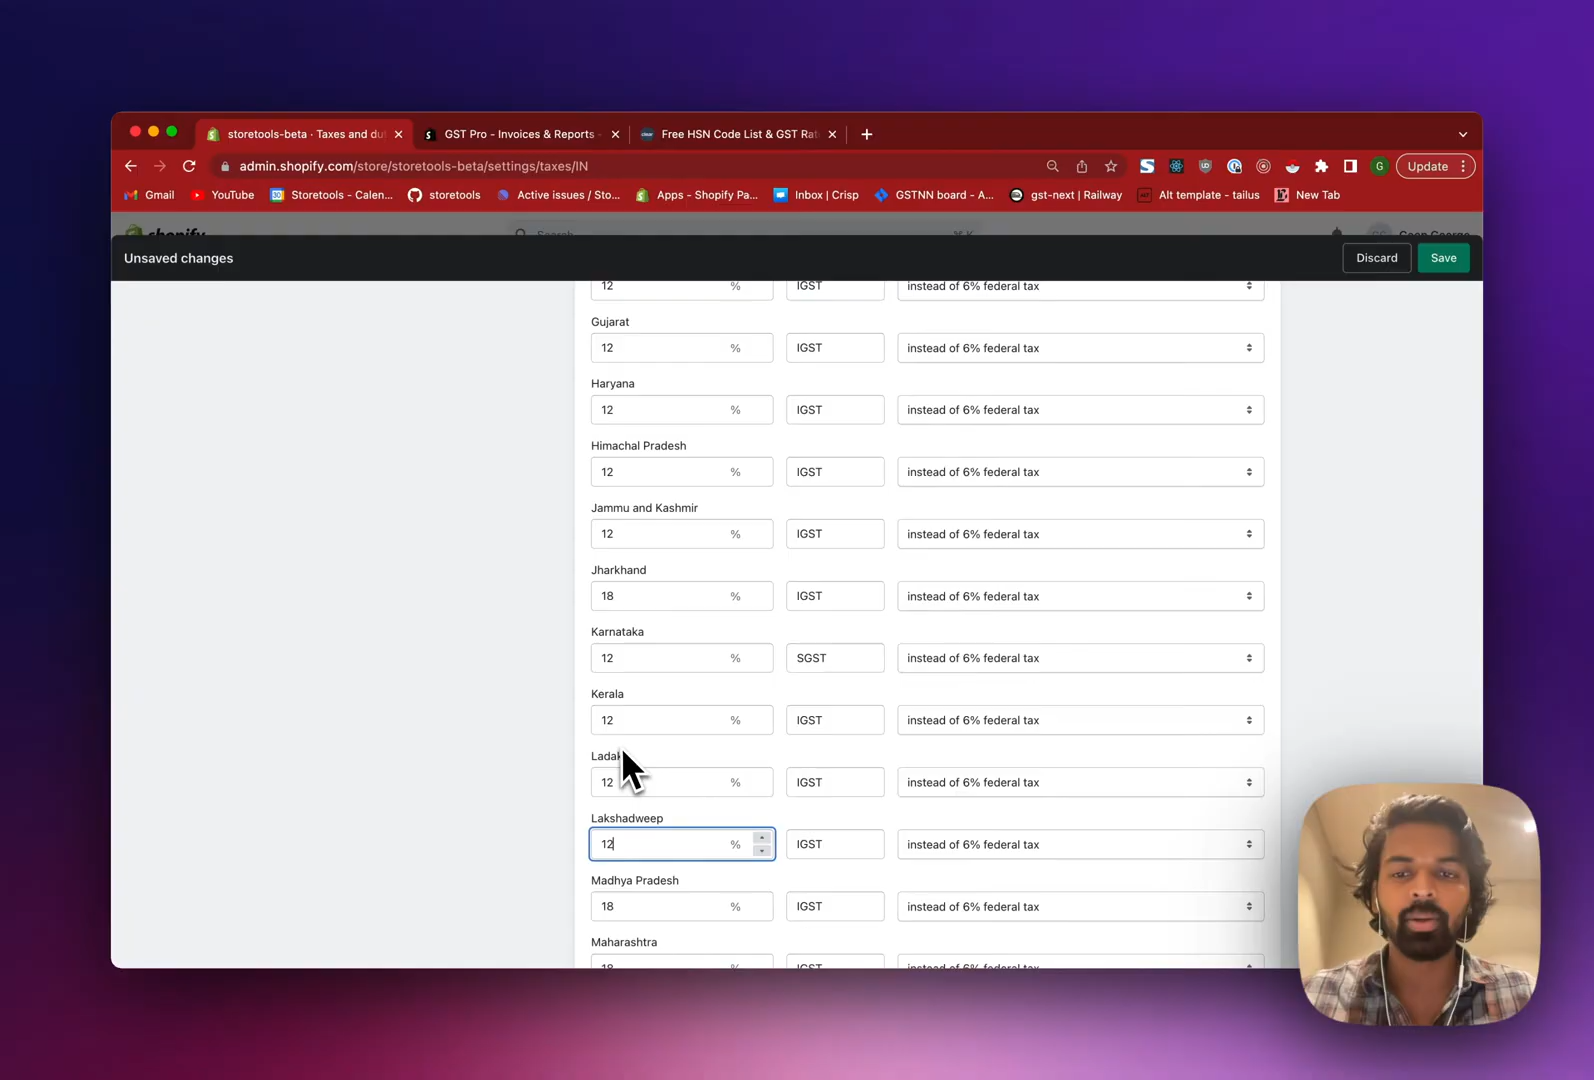 storetools-beta · Taxes and du
GST Pro - Invoices & Reports -
Free HSN Code List & GST Rat
admin.shopify.com/store/storetools-beta/settings/taxes/IN
G
Update
Gmail
YouTube
Storetools - Calen...
storetools
Active issues / Sto...
Apps - Shopify Pa...
Inbox | Crisp
GSTNN board - A...
gst-next | Railway
Alt template - tailus
New Tab
shopify
Search
Unsaved changes
Discard
Save
12 % IGST instead of 6% federal tax
Gujarat
12 % IGST instead of 6% federal tax
Haryana
12 % IGST instead of 6% federal tax
Himachal Pradesh
12 % IGST instead of 6% federal tax
Jammu and Kashmir
12 % IGST instead of 6% federal tax
Jharkhand
18 % IGST instead of 6% federal tax
Karnataka
12 % SGST instead of 6% federal tax
Kerala
12 % IGST instead of 6% federal tax
Ladak
12 % IGST instead of 6% federal tax
Lakshadweep
12 % IGST instead of 6% federal tax
Madhya Pradesh
18 % IGST instead of 6% federal tax
Maharashtra
18 % IGST instead of 6% federal tax